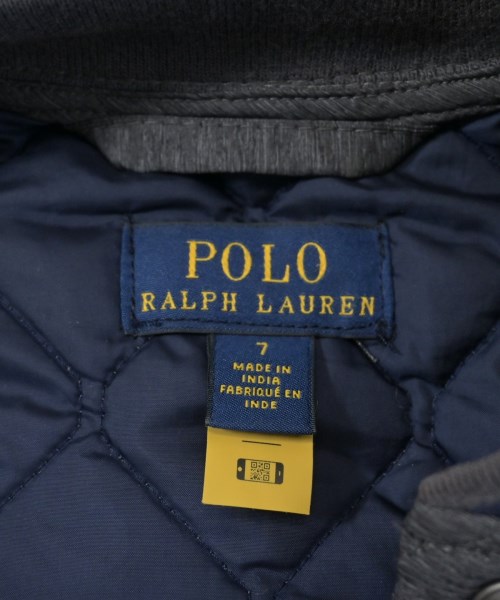 POLO
RALPH LAUREN
7
MADE IN
INDIA
FABRIQUÉ EN
INDE